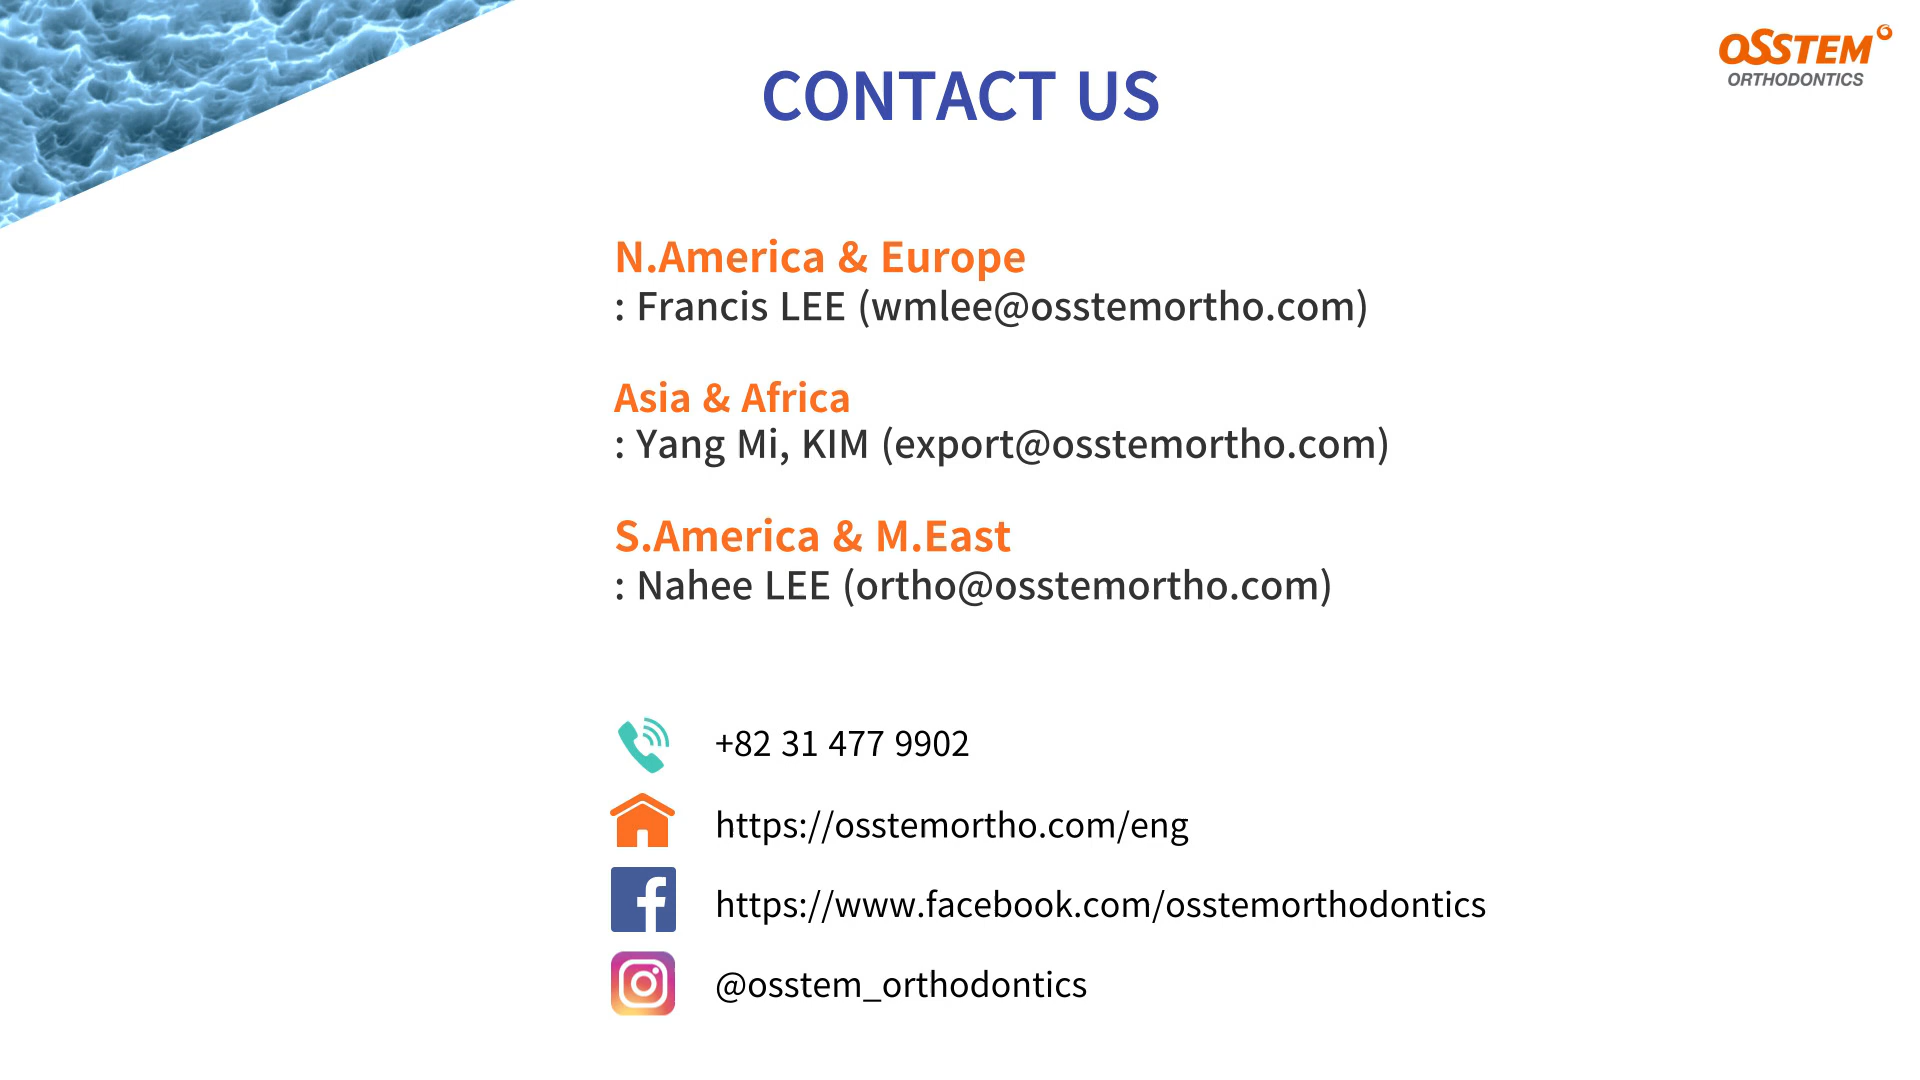 OSSTEM
ORTHODONTICS
CONTACT US
N.America & Europe
: Francis LEE (wmlee@osstemortho.com)
Asia & Africa
: Yang Mi, KIM (export@osstemortho.com)
S.America & M.East
: Nahee LEE (ortho@osstemortho.com)
+82 31 477 9902
https://osstemortho.com/eng
https://www.facebook.com/osstemorthodontics
@osstem_orthodontics